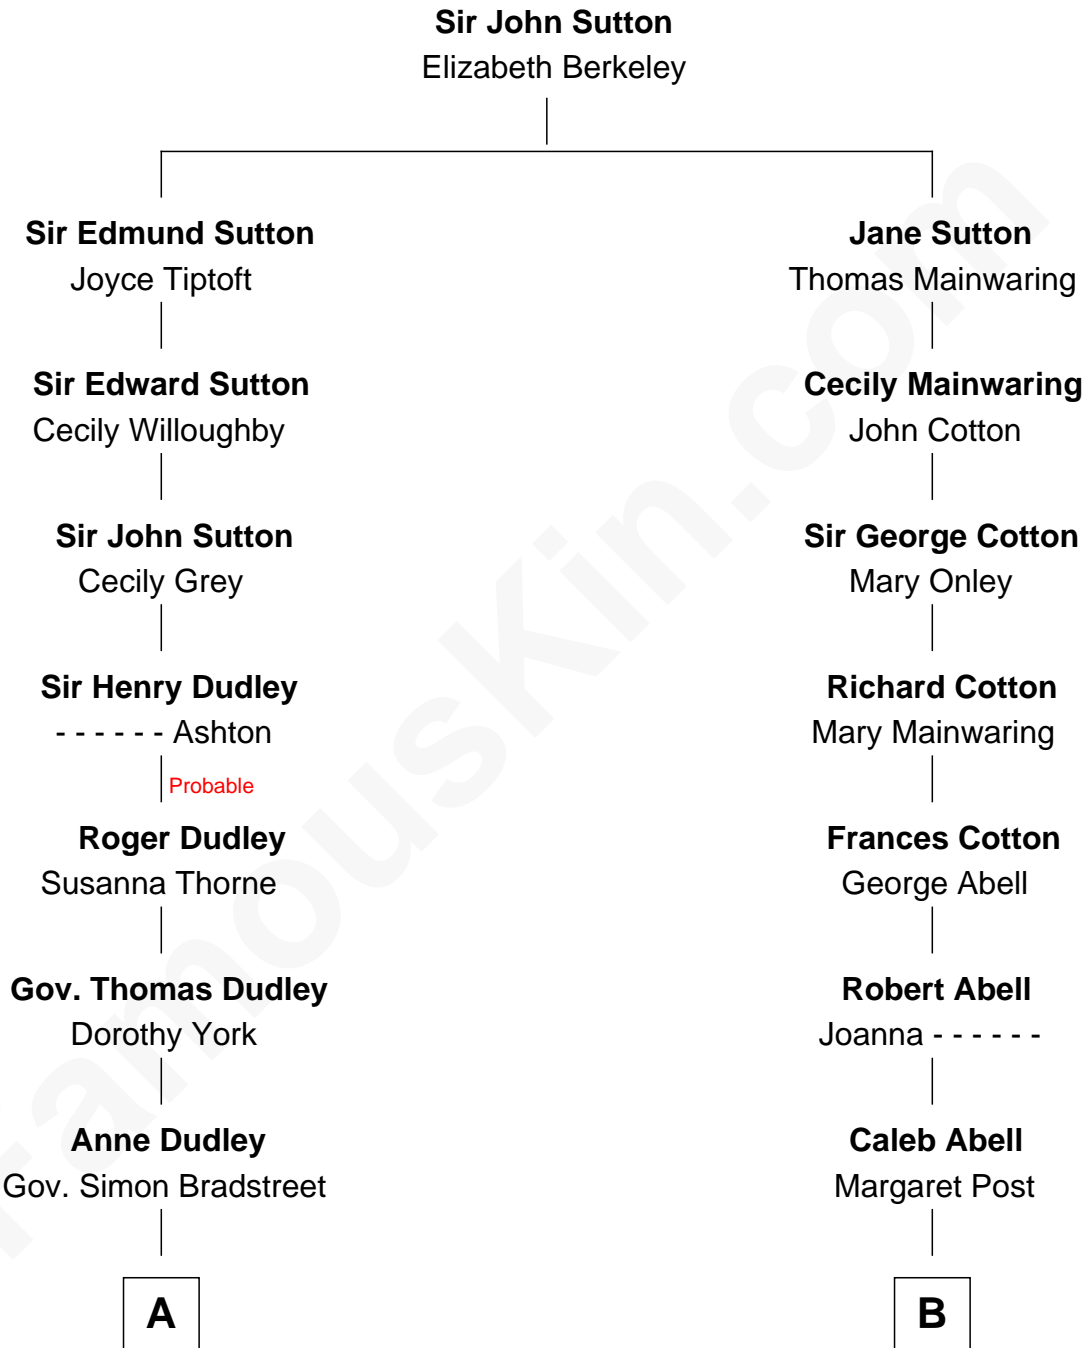 Sir John Sutton
Elizabeth Berkeley
Sir Edmund Sutton
Joyce Tiptoft
Jane Sutton
Thomas Mainwaring
Sir Edward Sutton
Cecily Willoughby
Cecily Mainwaring
John Cotton
Sir John Sutton
Cecily Grey
Sir George Cotton
Mary Onley
Sir Henry Dudley
- - - - - - Ashton
Richard Cotton
Mary Mainwaring
Probable
Roger Dudley
Susanna Thorne
Frances Cotton
George Abell
Gov. Thomas Dudley
Dorothy York
Robert Abell
Joanna - - - - - -
Anne Dudley
Gov. Simon Bradstreet
Caleb Abell
Margaret Post
A
B
FamousKin.com